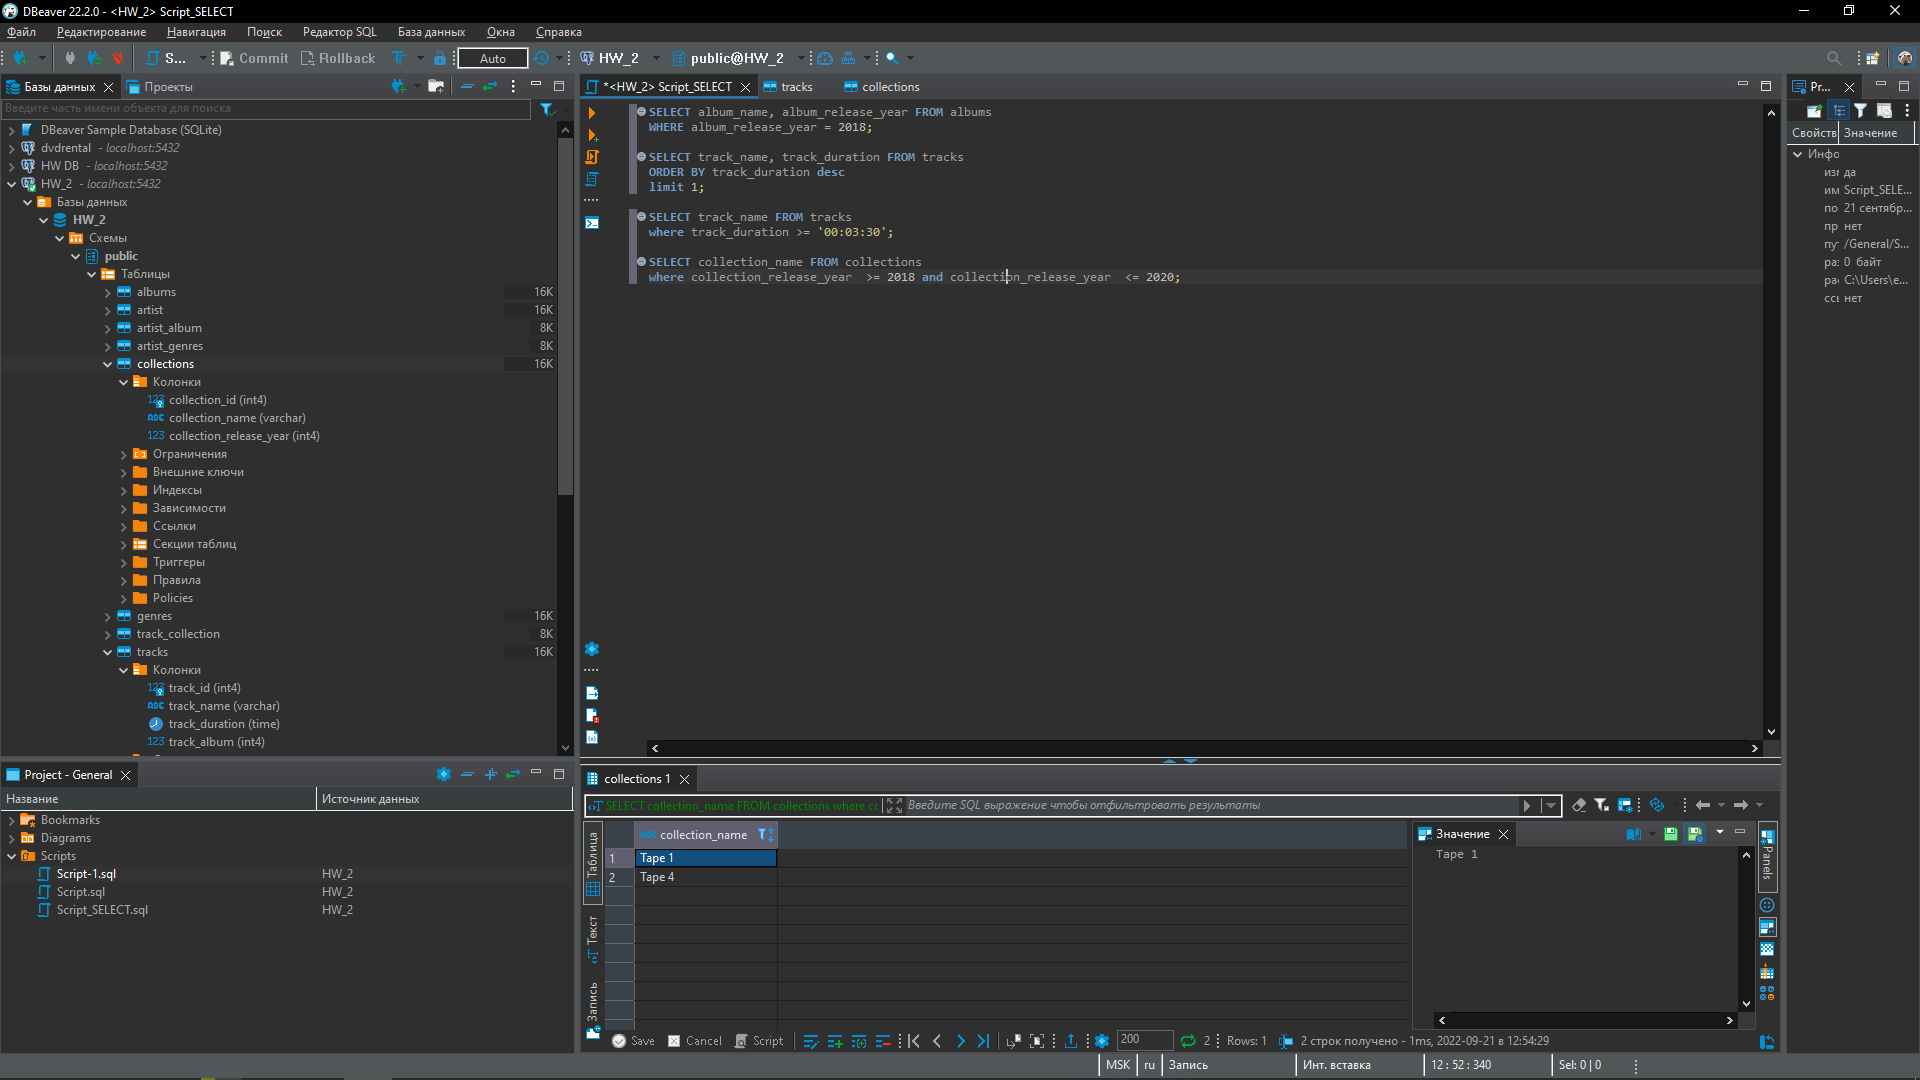 DBeaver 22.2.0 - <HW_2> Script_SELECT
Файл Редактирование Навигация Поиск Редактор SQL База данных Окна Справка
S... Commit Rollback Auto HW_2 public@HW_2
Базы данных Проекты
Введите часть имени объекта для поиска
DBeaver Sample Database (SQLite)
dvdrental - localhost:5432
HW DB - localhost:5432
HW_2 - localhost:5432
Базы данных
HW_2
Схемы
public
Таблицы
albums 16K
artist 16K
artist_album 8K
artist_genres 8K
collections 16K
Колонки
collection_id (int4)
collection_name (varchar)
collection_release_year (int4)
Ограничения
Внешние ключи
Индексы
Зависимости
Ссылки
Секции таблиц
Триггеры
Правила
Policies
genres 16K
track_collection 8K
tracks 16K
Колонки
track_id (int4)
track_name (varchar)
track_duration (time)
track_album (int4)
*<HW_2> Script_SELECT tracks collections
SELECT album_name, album_release_year FROM albums
WHERE album_release_year = 2018;
SELECT track_name, track_duration FROM tracks
ORDER BY track_duration desc
limit 1;
SELECT track_name FROM tracks
where track_duration >= '00:03:30';
SELECT collection_name FROM collections
where collection_release_year >= 2018 and collection_release_year <= 2020;
Pr...
Свойств Значение
Инфо
изг да
им Script_SELE...
по 21 сентябр...
пр нет
пу /General/S...
раз 0 байт
рас C:\Users\e...
ссы нет
Project - General
Название Источник данных
Bookmarks
Diagrams
Scripts
Script-1.sql HW_2
Script.sql HW_2
Script_SELECT.sql HW_2
collections 1
SELECT collection_name FROM collections where cc Введите SQL выражение чтобы отфильтровать результаты
Таблица
Текст
Запись
collection_name
1 Tape 1
2 Tape 4
Значение
Tape 1
Panels
Save Cancel Script 200 2 Rows: 1 2 строк получено - 1ms, 2022-09-21 в 12:54:29
MSK ru Запись Инт. вставка 12 : 52 : 340 Sel: 0 | 0